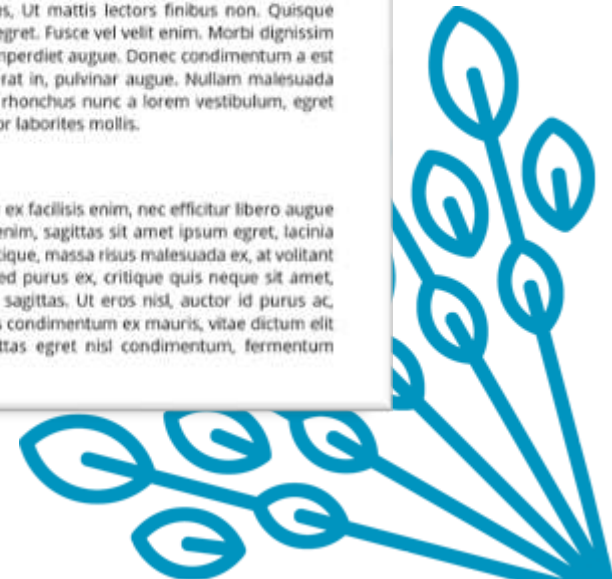 s, Ut mattis lectors finibus non. Quisque
egret. Fusce vel velit enim. Morbi dignissim
nperdiet augue. Donec condimentum a est
rat in, pulvinar augue. Nullam malesuada
rhoncus nunc a lorem vestibulum, egret
or laborites mollis.
ex facilisis enim, nec efficitur libero augue
enim, sagittas sit amet ipsum egret, lacinia
tique, massa risus malesuada ex, at volitant
ed purus ex, critique quis neque sit amet,
sagittas. Ut eros nisl, auctor id purus ac,
s condimentum ex mauris, vitae dictum elit
ttas egret nisl condimentum, fermentum